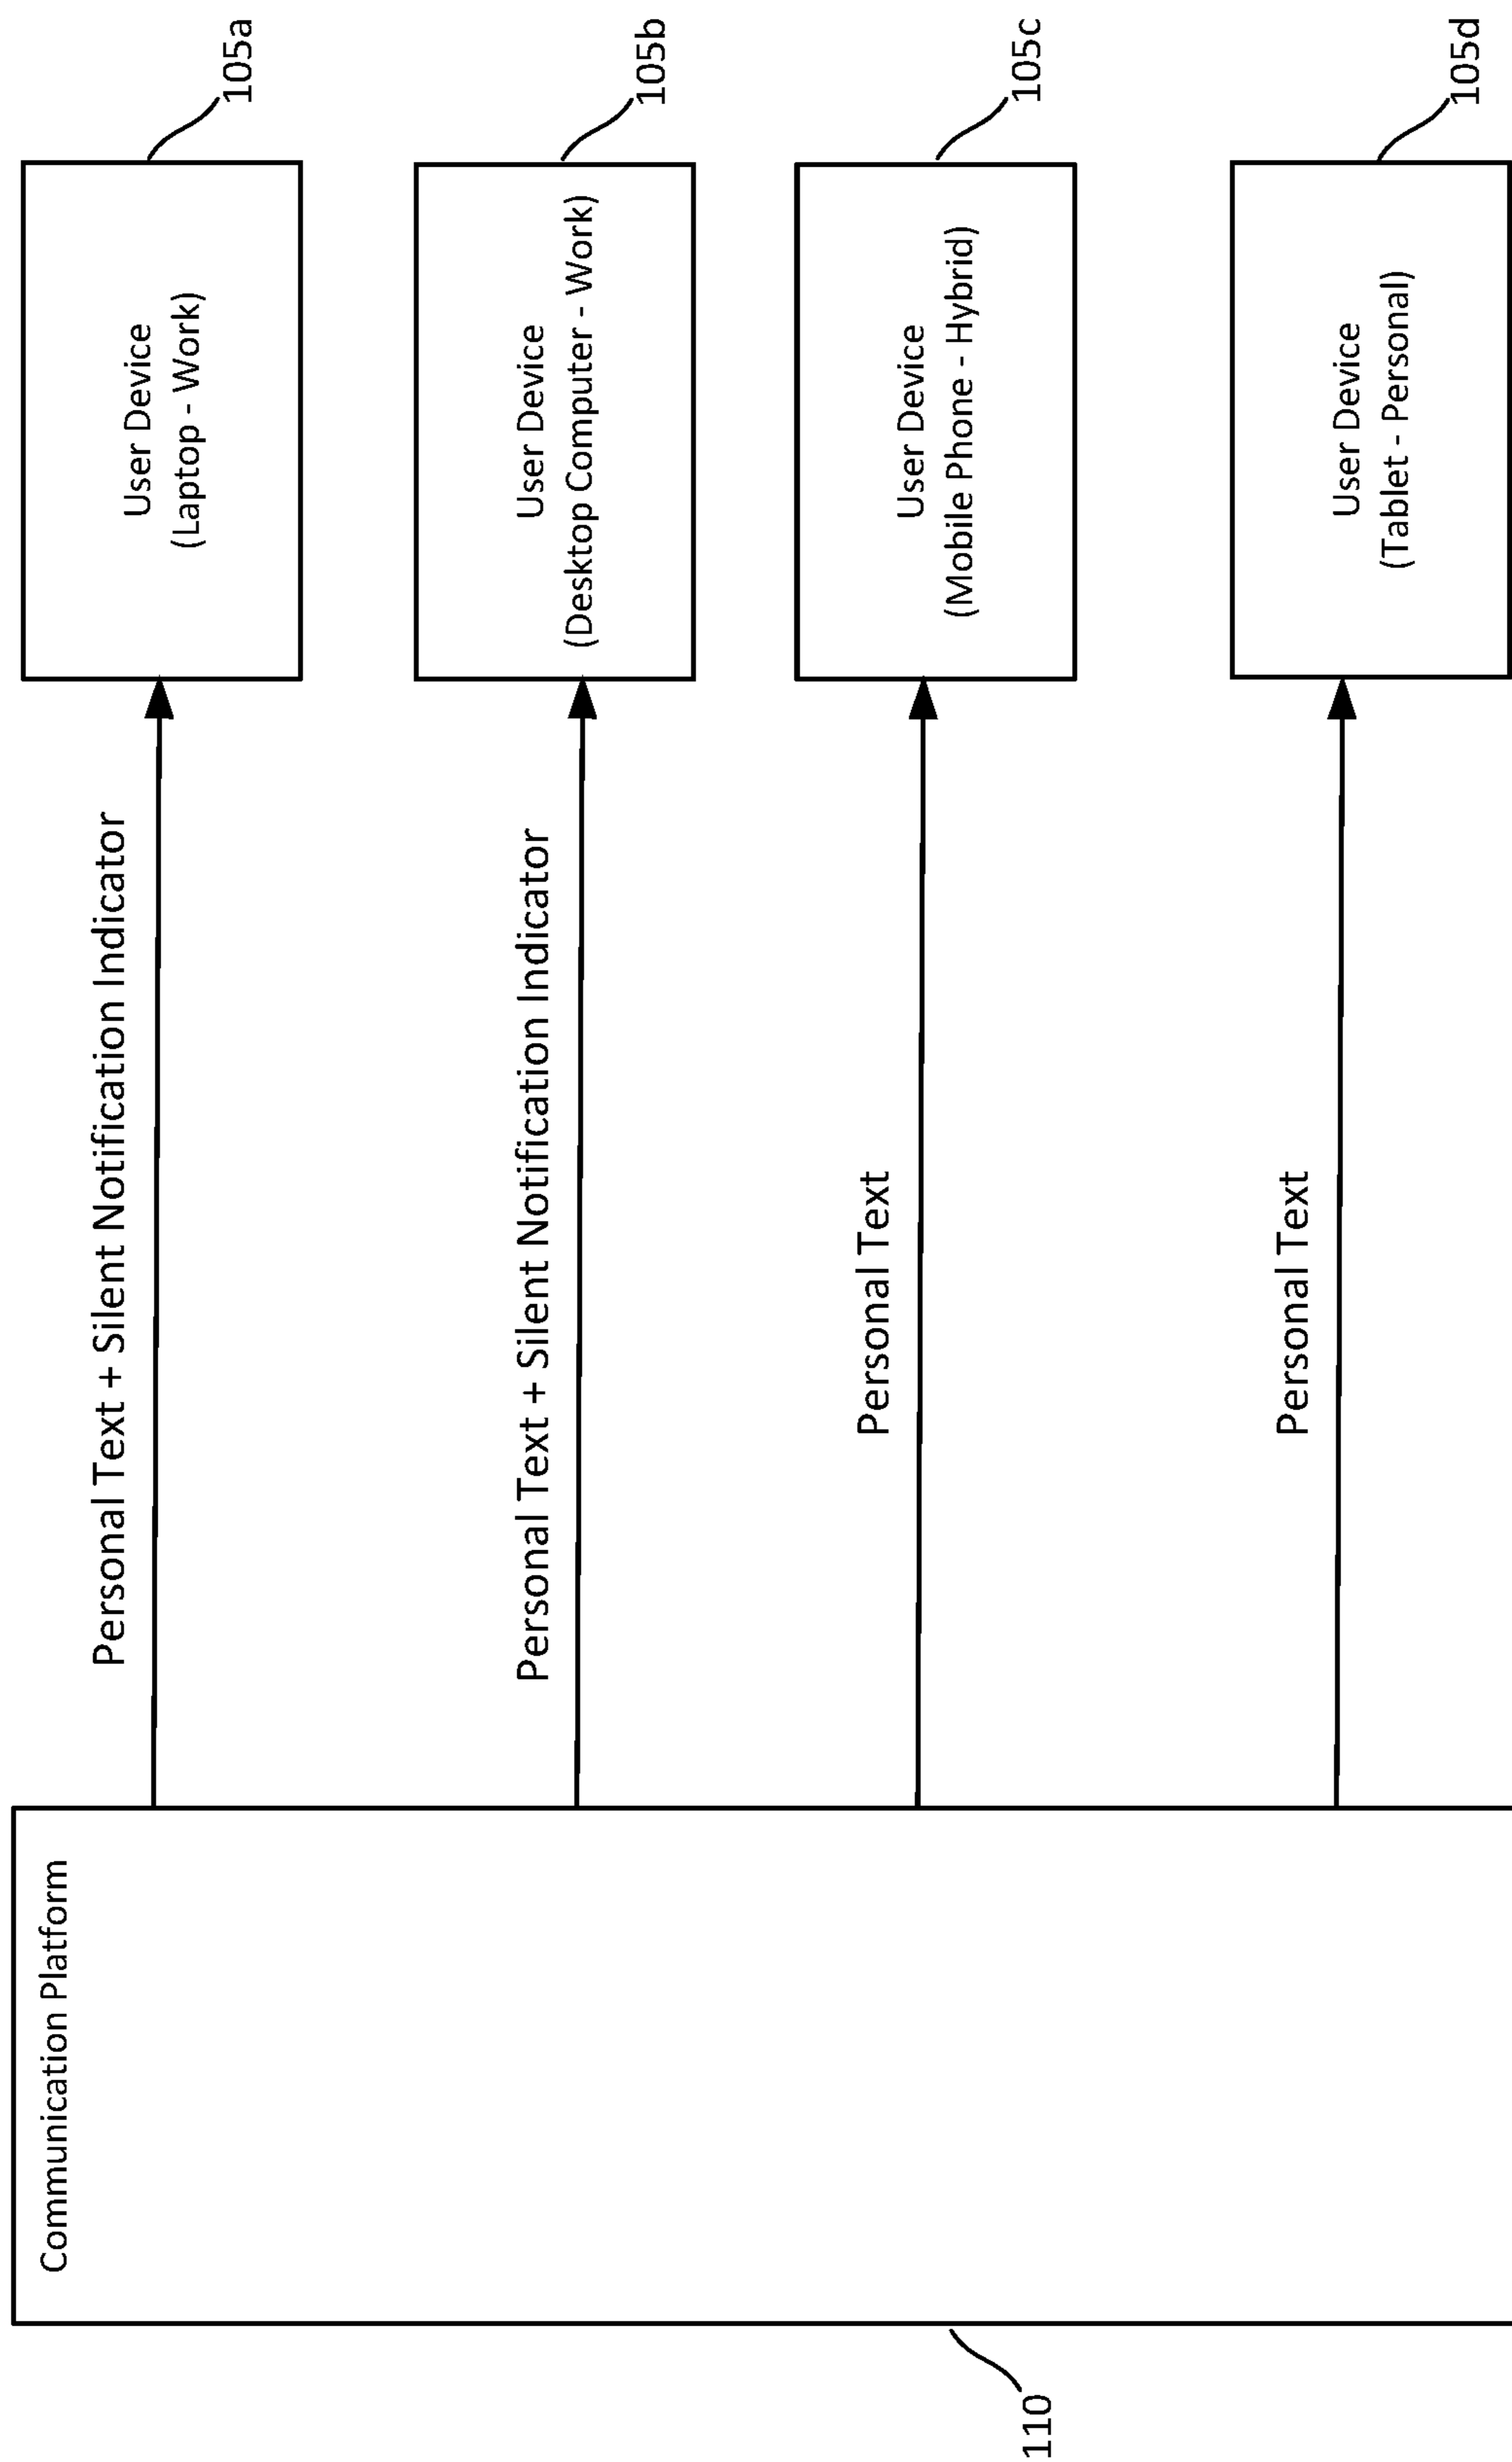 Communication Platform
110
Personal Text + Silent Notification Indicator
User Device
(Laptop - Work)
105a
Personal Text + Silent Notification Indicator
User Device
(Desktop Computer - Work)
105b
Personal Text
User Device
(Mobile Phone - Hybrid)
105c
Personal Text
User Device
(Tablet - Personal)
105d